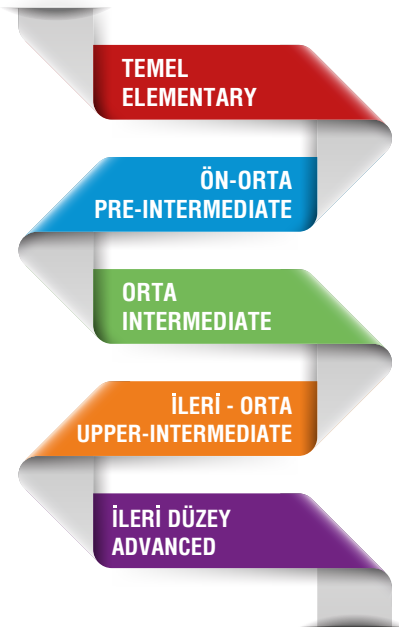 TEMEL
ELEMENTARY
ÖN-ORTA
PRE-INTERMEDIATE
ORTA
INTERMEDIATE
İLERİ - ORTA
UPPER-INTERMEDIATE
İLERİ DÜZEY
ADVANCED